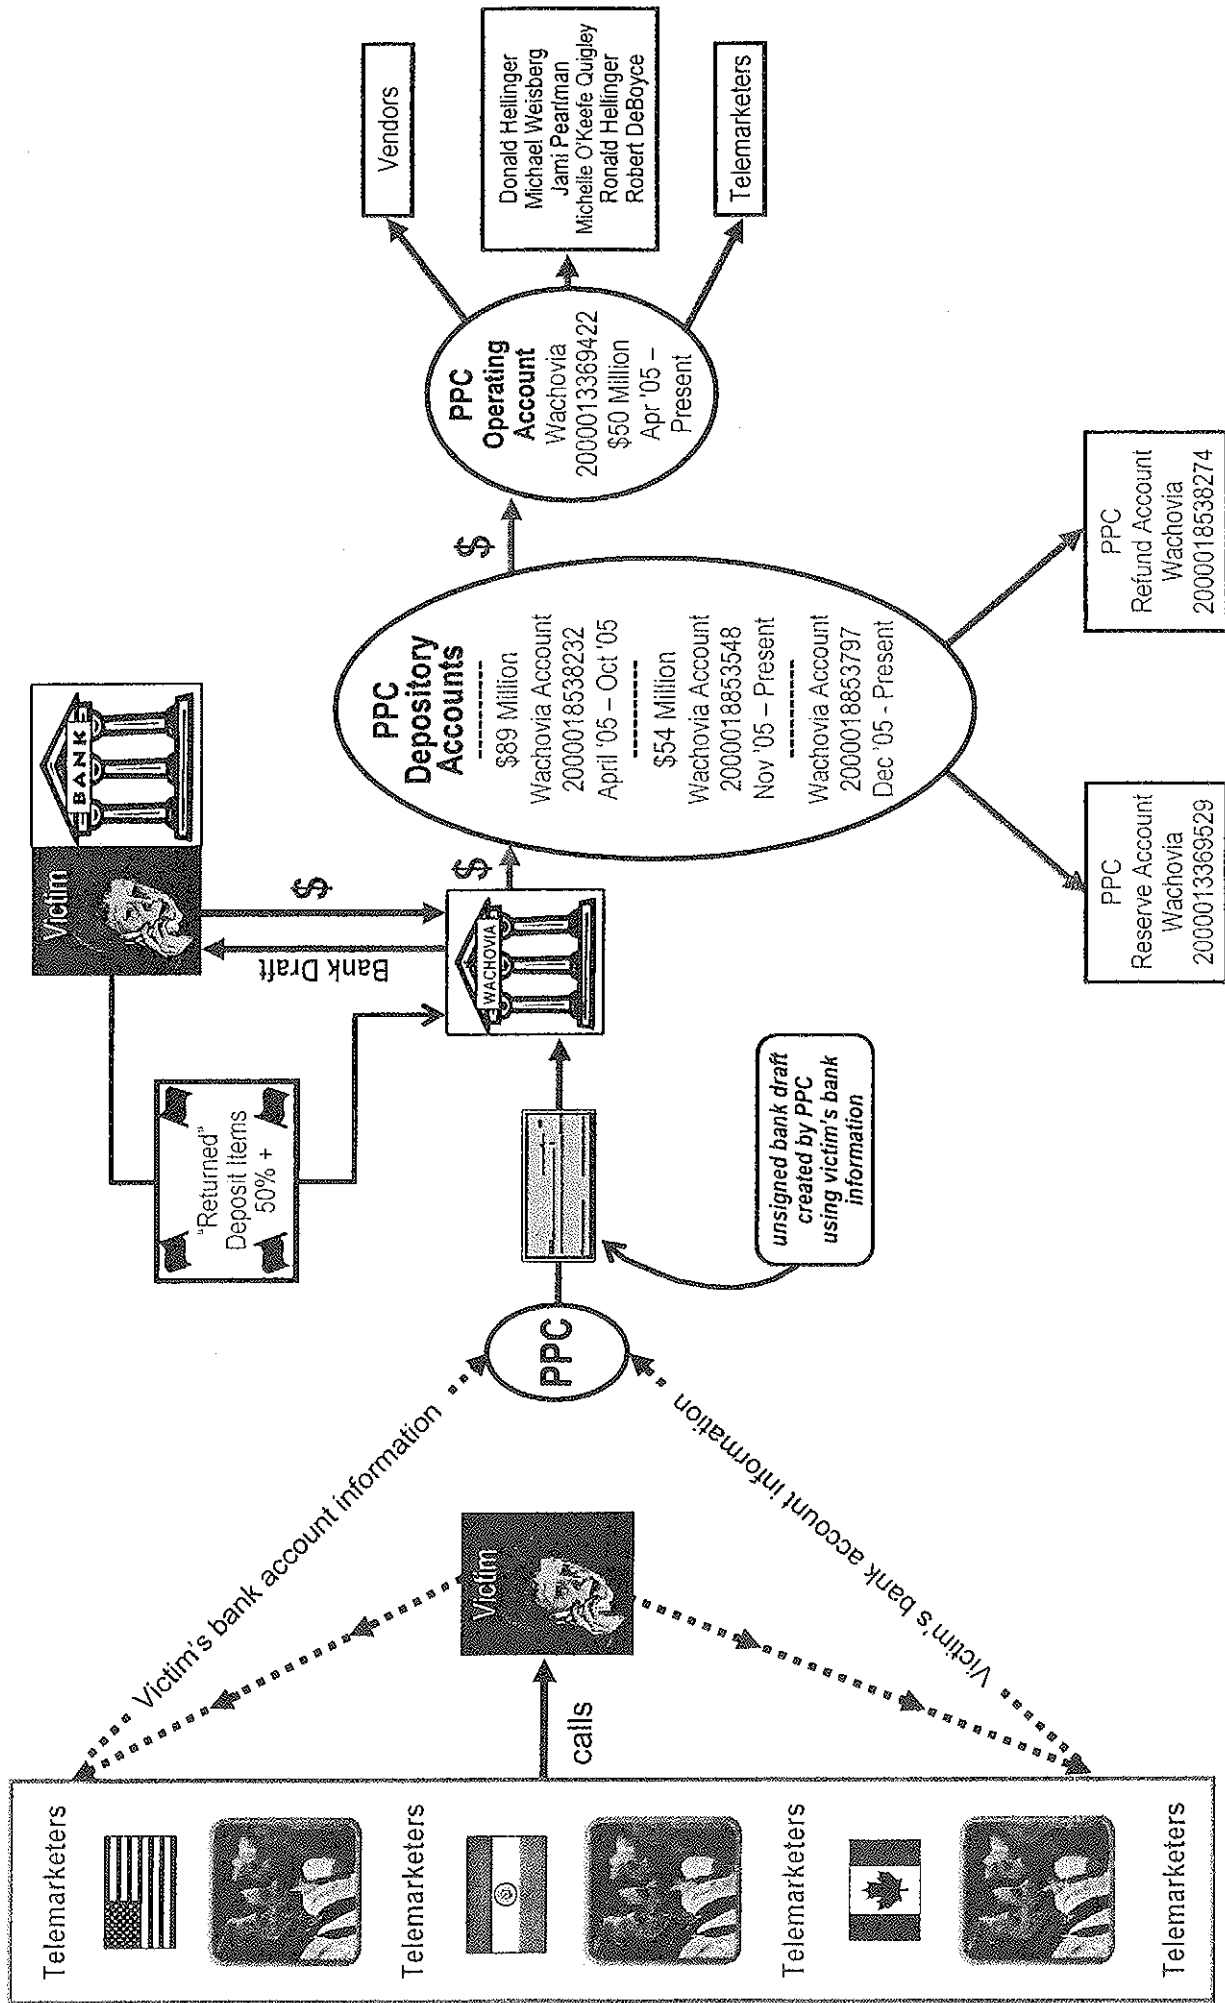 Telemarketers
Telemarketers
Telemarketers
Telemarketers
calls
Victim
Victim's bank account information
Victim's bank account information
PPC
unsigned bank draft
created by PPC
using victim's bank
information
"Returned"
Deposit Items
50% +
Victim
BANK
Bank Draft
$
WACHOVIA
$
PPC
Depository
Accounts
$89 Million
Wachovia Account
2000018538232
April '05 – Oct '05
$54 Million
Wachovia Account
2000018853548
Nov '05 – Present
Wachovia Account
2000018853797
Dec '05 - Present
PPC
Reserve Account
Wachovia
2000013369529
PPC
Refund Account
Wachovia
2000018538274
$
PPC
Operating
Account
Wachovia
2000013369422
$50 Million
Apr '05 –
Present
Vendors
Donald Hellinger
Michael Weisberg
Jami Pearlman
Michelle O'Keefe Quigley
Ronald Hellinger
Robert DeBoyce
Telemarketers